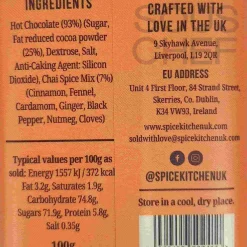 INGREDIENTS
Hot Chocolate (93%) (Sugar,
Fat reduced cocoa powder
(25%), Dextrose, Salt,
Anti-Caking Agent: Silicon
Dioxide), Chai Spice Mix (7%)
(Cinnamon, Fennel,
Cardamom, Ginger, Black
Pepper, Nutmeg, Cloves)
Typical values per 100g as
sold: Energy 1557 kJ / 372 kcal
Fat 3.2g, Saturates 1.9g,
Carbohydrate 74.8g,
Sugars 71.9g, Protein 5.8g,
Salt 0.35g
100g
CRAFTED WITH
LOVE IN THE UK
9 Skyhawk Avenue,
Liverpool, L19 2QR
EU ADDRESS
Unit 4 First Floor, 84 Strand Street,
Skerries, Co. Dublin,
K34 VW93, Ireland
www.spicekitchenuk.com
soldwithlove@spicekitchenuk.com
@SPICEKITCHENUK
Store in a cool, dry place.